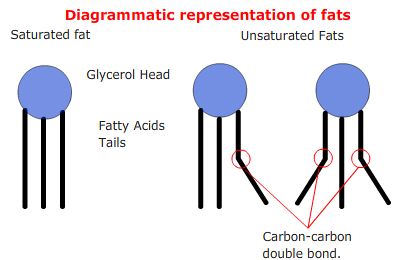 Diagrammatic representation of fats
Saturated fat
Unsaturated Fats
Glycerol Head
Fatty Acids
Tails
Carbon-carbon
double bond.